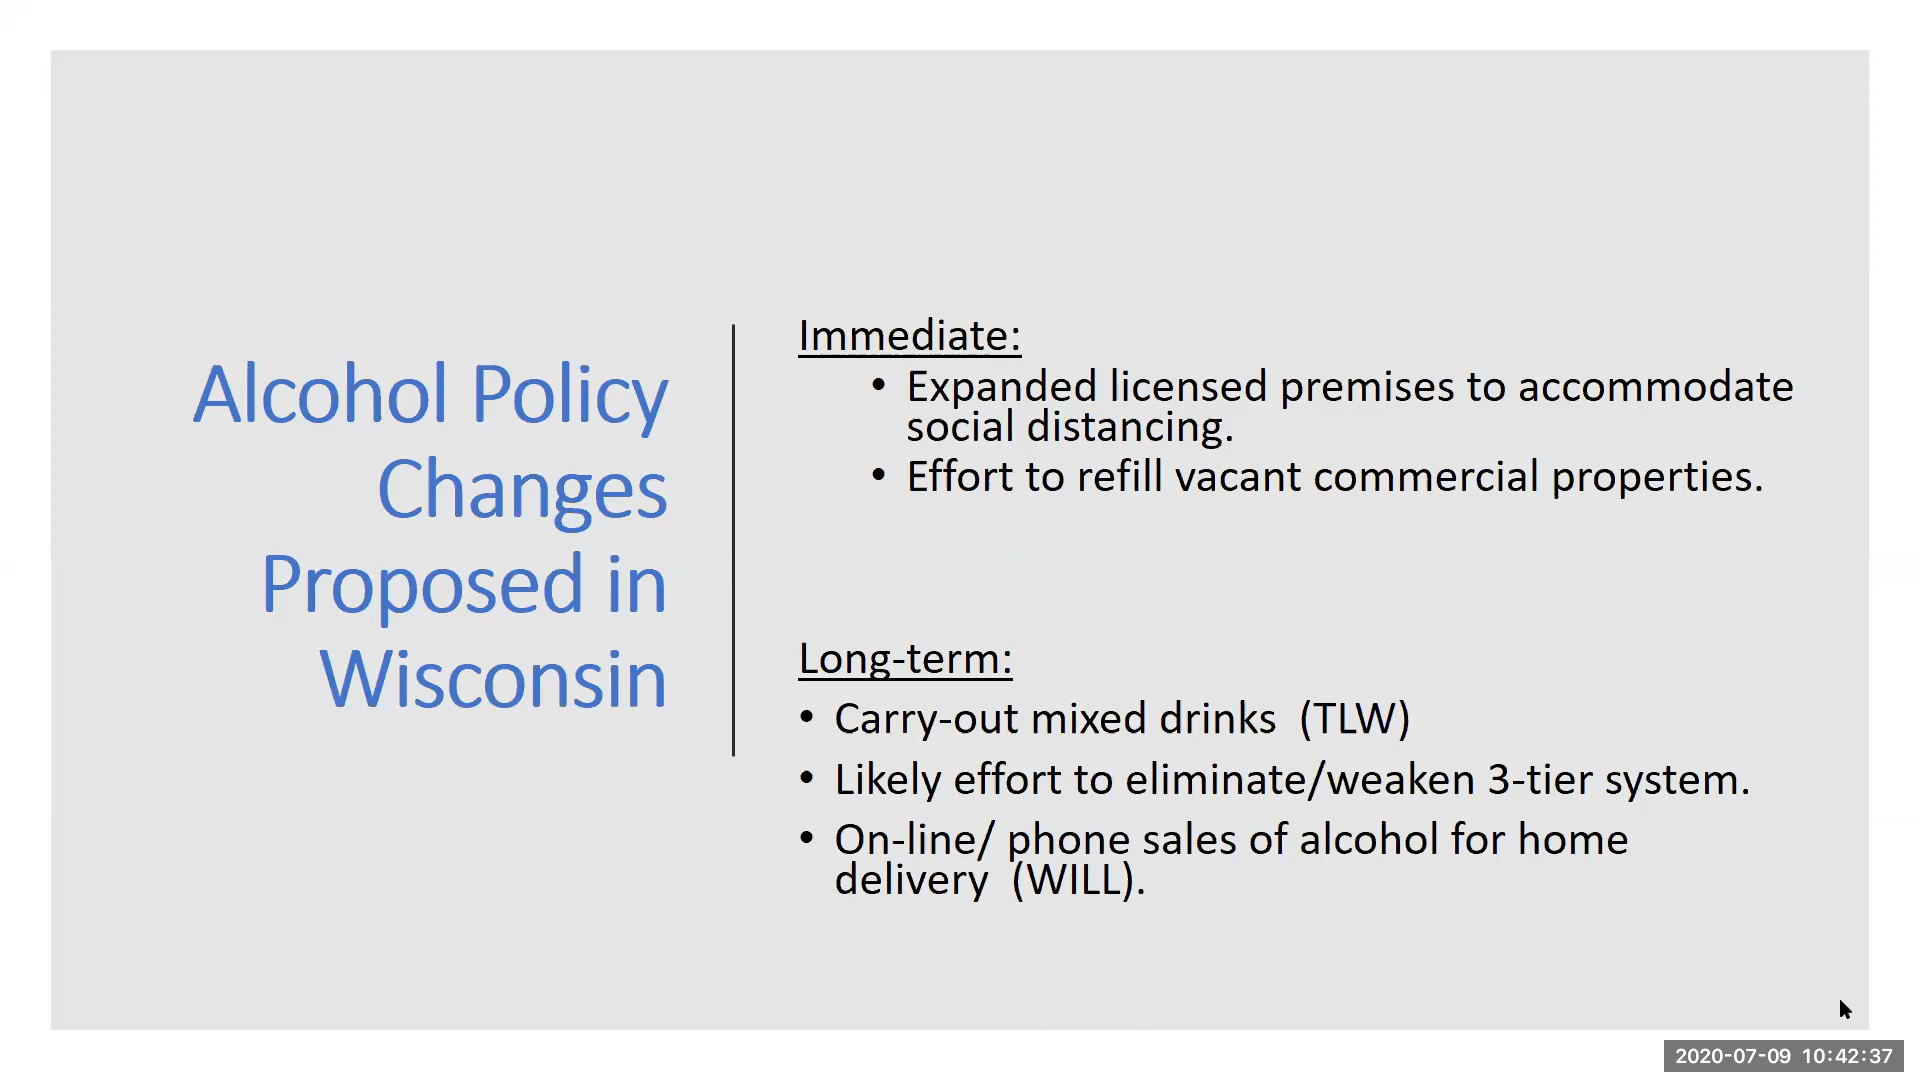 Alcohol Policy
Changes
Proposed in
Wisconsin
Immediate:
• Expanded licensed premises to accommodate
social distancing.
• Effort to refill vacant commercial properties.
Long-term:
• Carry-out mixed drinks  (TLW)
• Likely effort to eliminate/weaken 3-tier system.
• On-line/ phone sales of alcohol for home
delivery  (WILL).
2020-07-09  10:42:37